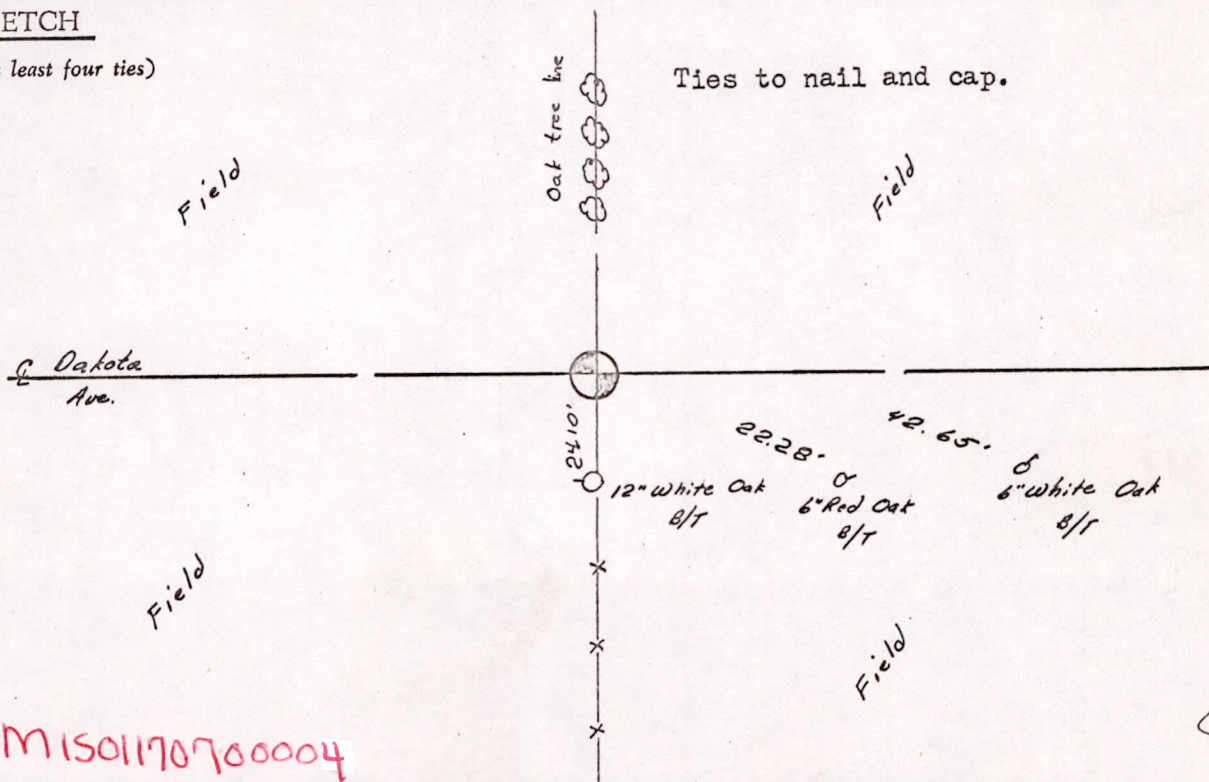 ETCH
least four ties)
Ties to nail and cap.
Oak tree line
Field
Field
℄ Dakota
Ave.
24.10'
22.28'
42.65'
12" White Oak
B/T
6" Red Oak
B/T
6" White Oak
B/T
Field
Field
M1501170700004